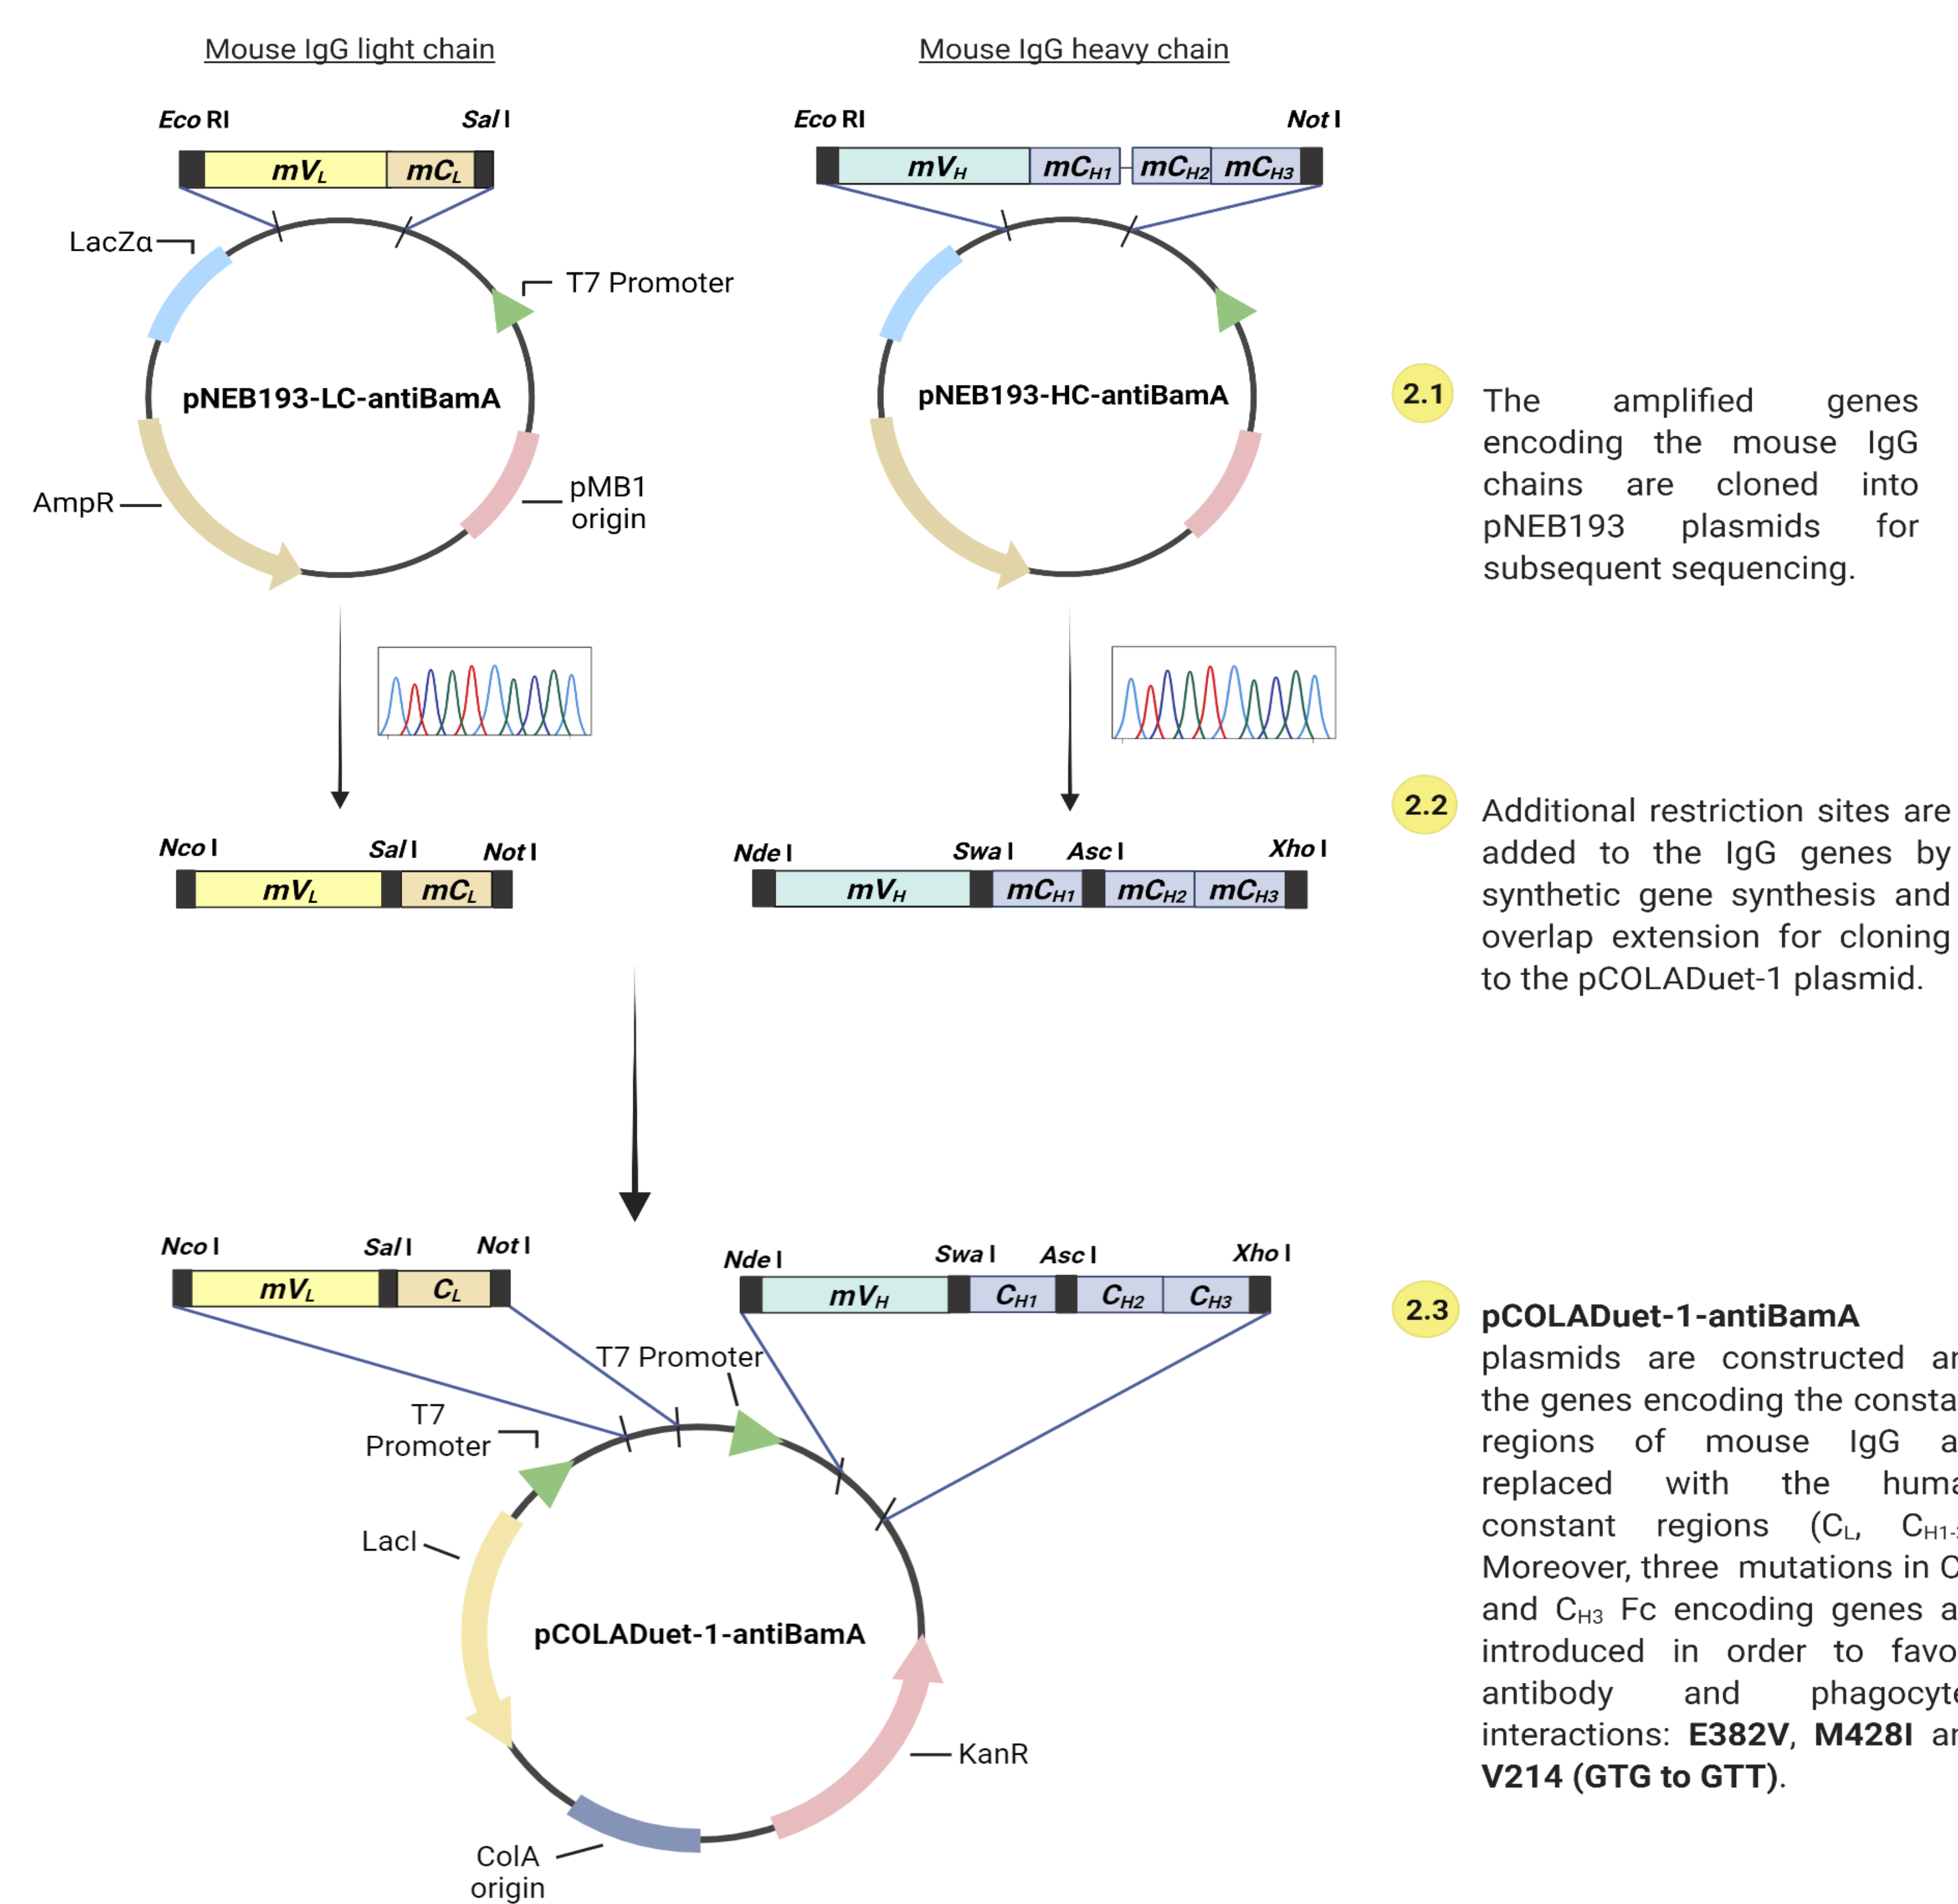 Mouse IgG light chain
Mouse IgG heavy chain
Eco RI
Sal I
Eco RI
Not I
mVL
mCL
mVH
mCH1
mCH2
mCH3
LacZα
T7 Promoter
pNEB193-LC-antiBamA
pNEB193-HC-antiBamA
AmpR
pMB1
origin
2.1
The amplified genes
encoding the mouse IgG
chains are cloned into
pNEB193 plasmids for
subsequent sequencing.
Nco I
Sal I
Not I
mVL
mCL
Nde I
Swa I
Asc I
Xho I
mVH
mCH1
mCH2
mCH3
2.2
Additional restriction sites are
added to the IgG genes by
synthetic gene synthesis and
overlap extension for cloning
to the pCOLADuet-1 plasmid.
Nco I
Sal I
Not I
mVL
CL
Nde I
Swa I
Asc I
Xho I
mVH
CH1
CH2
CH3
T7 Promoter
T7
Promoter
LacI
pCOLADuet-1-antiBamA
KanR
ColA
origin
2.3
pCOLADuet-1-antiBamA
plasmids are constructed
the genes encoding the
regions of mouse IgG
replaced with the
constant regions (CL,
Moreover, three mutations in
and CH3 Fc encoding genes
introduced in order to
antibody and
interactions: E382V, M428I
V214 (GTG to GTT).